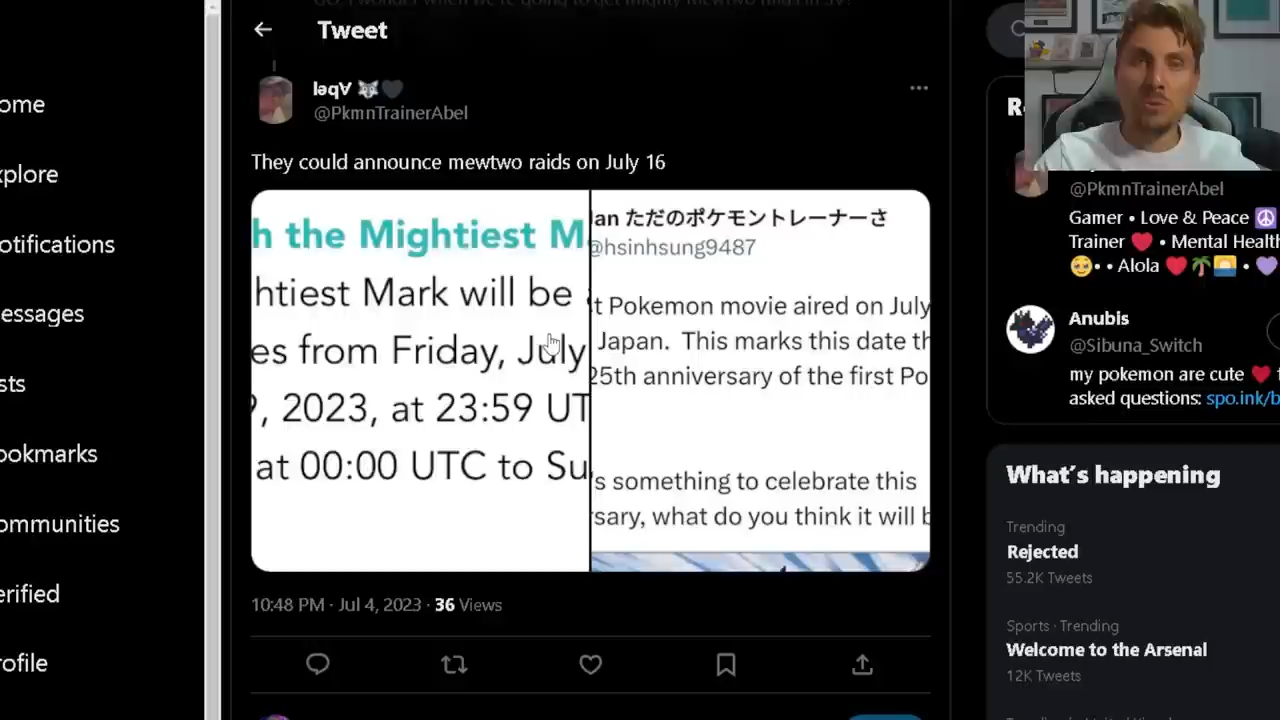 Tweet
ome
xplore
otifications
essages
sts
ookmarks
ommunities
erified
rofile
ləq∀ 🐺🖤
@PkmnTrainerAbel
They could announce mewtwo raids on July 16
h the Mightiest M
htiest Mark will be
es from Friday, July
9, 2023, at 23:59 UT
at 00:00 UTC to Su
Ian ただのポケモントレーナーさ
@hsinhsung9487
t Pokemon movie aired on July
Japan. This marks this date th
25th anniversary of the first Po
's something to celebrate this
rsary, what do you think it will b
10:48 PM · Jul 4, 2023 · 36 Views
R
@PkmnTrainerAbel
Gamer • Love & Peace ☮
Trainer ❤ • Mental Health
🥹• • Alola ❤🌴🌅 • 💜
Anubis
@Sibuna_Switch
my pokemon are cute ❤ f
asked questions: spo.ink/b
What's happening
Trending
Rejected
55.2K Tweets
Sports · Trending
Welcome to the Arsenal
12K Tweets